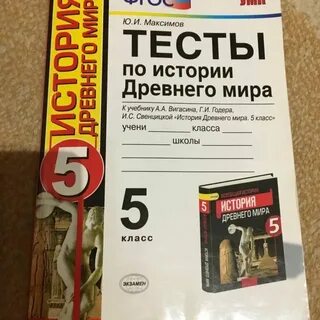 ФГОС
УМК
Ю.И. Максимов
ТЕСТЫ
по истории
Древнего мира
К учебнику А.А. Вигасина, Г.И. Годера,
И.С. Свенцицкой «История Древнего мира. 5 класс»
учени класса
школы
5
класс
ЭКЗАМЕН
ИСТОРИЯ
ДРЕВНЕГО МИРА
5
5
ИСТОРИЯ
ДРЕВНЕГО МИРА
5